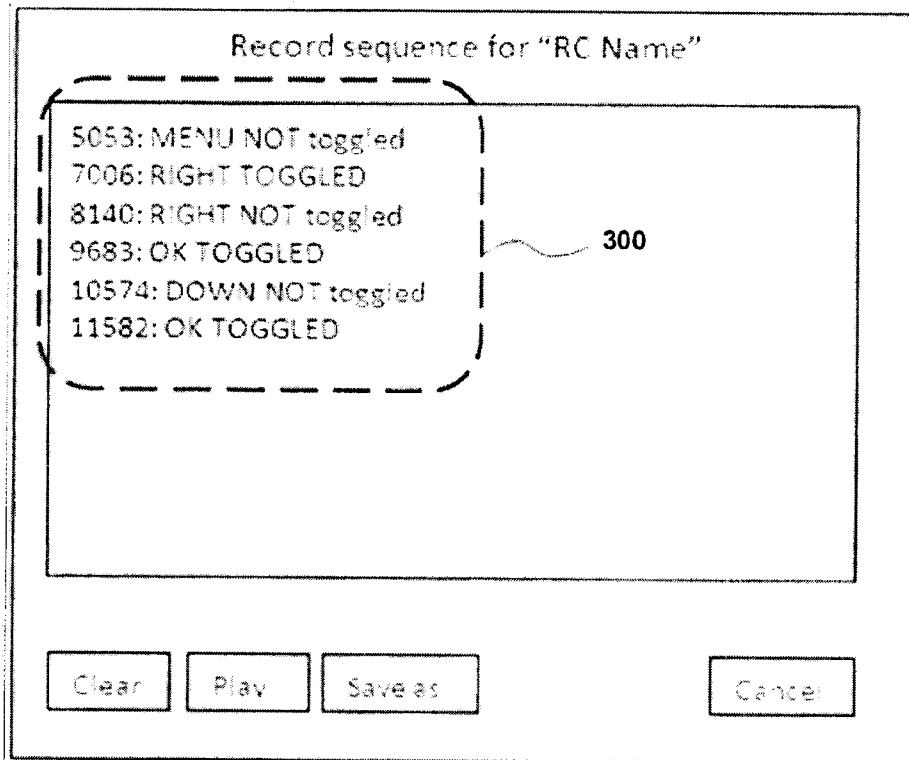 Record sequence for "RC Name"
5053: MENU NOT toggled
7006: RIGHT TOGGLED
8140: RIGHT NOT toggled
9683: OK TOGGLED
10574: DOWN NOT toggled
11582: OK TOGGLED
300
Clear Play Save as Cancel